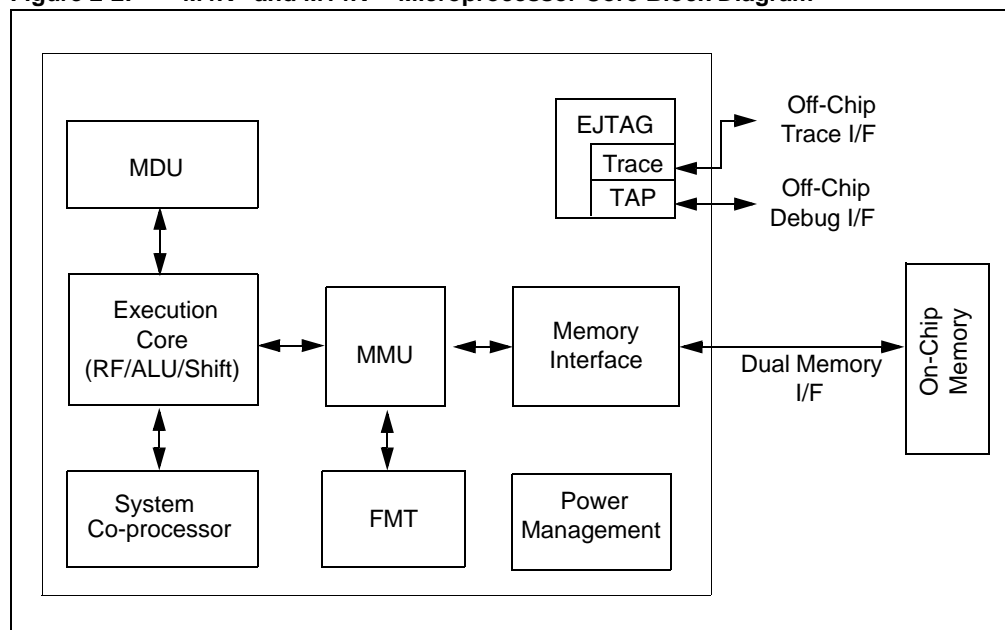 EJTAG
Trace
TAP
Off-Chip
Trace I/F
Off-Chip
Debug I/F
MDU
Execution
Core
(RF/ALU/Shift)
MMU
Memory
Interface
Dual Memory
I/F
On-Chip
Memory
System
Co-processor
FMT
Power
Management